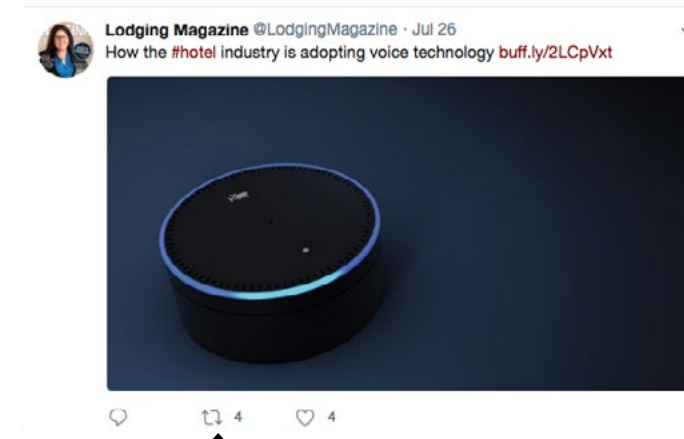 Lodging Magazine @LodgingMagazine · Jul 26
How the #hotel industry is adopting voice technology buff.ly/2LCpVxt
4 4